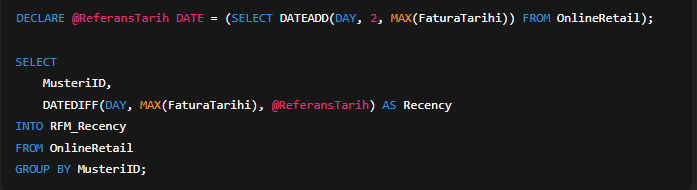 DECLARE @ReferansTarih DATE = (SELECT DATEADD(DAY, 2, MAX(FaturaTarihi)) FROM OnlineRetail);
SELECT
MusteriID,
DATEDIFF(DAY, MAX(FaturaTarihi), @ReferansTarih) AS Recency
INTO RFM_Recency
FROM OnlineRetail
GROUP BY MusteriID;